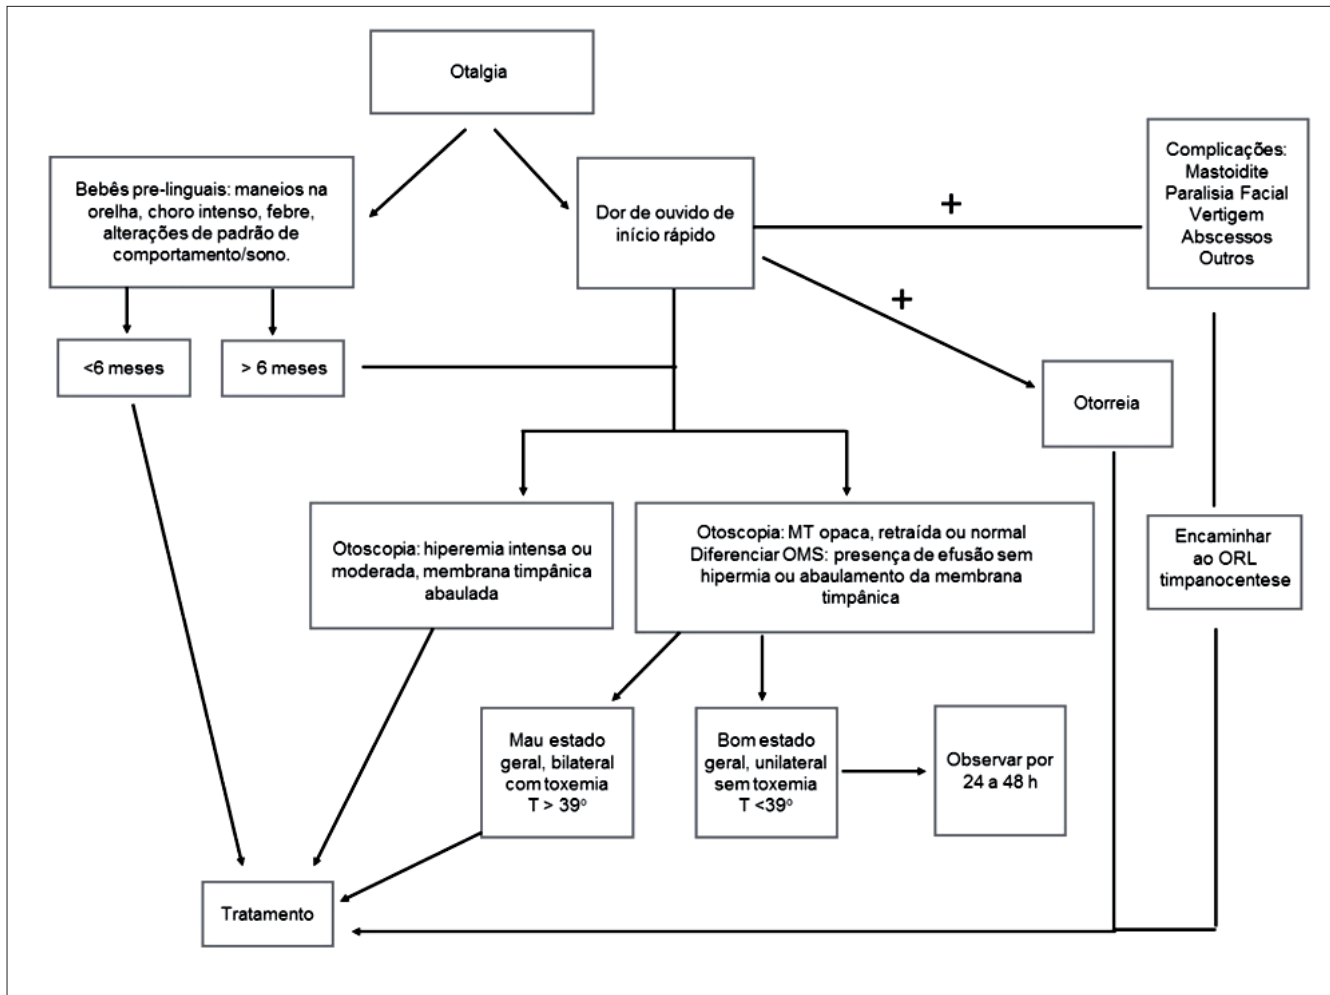 Otalgia
Bebês pre-linguais: maneios na
orelha, choro intenso, febre,
alterações de padrão de
comportamento/sono.
Dor de ouvido de
início rápido
+
Complicações:
Mastoidite
Paralisia Facial
Vertigem
Abscessos
Outros
+
<6 meses
> 6 meses
Otorreia
Otoscopia: hiperemia intensa ou
moderada, membrana timpânica
abaulada
Otoscopia: MT opaca, retraída ou normal
Diferenciar OMS: presença de efusão sem
hipermia ou abaulamento da membrana
timpânica
Encaminhar
ao ORL
timpanocentese
Mau estado
geral, bilateral
com toxemia
T > 39º
Bom estado
geral, unilateral
sem toxemia
T <39º
Observar por
24 a 48 h
Tratamento